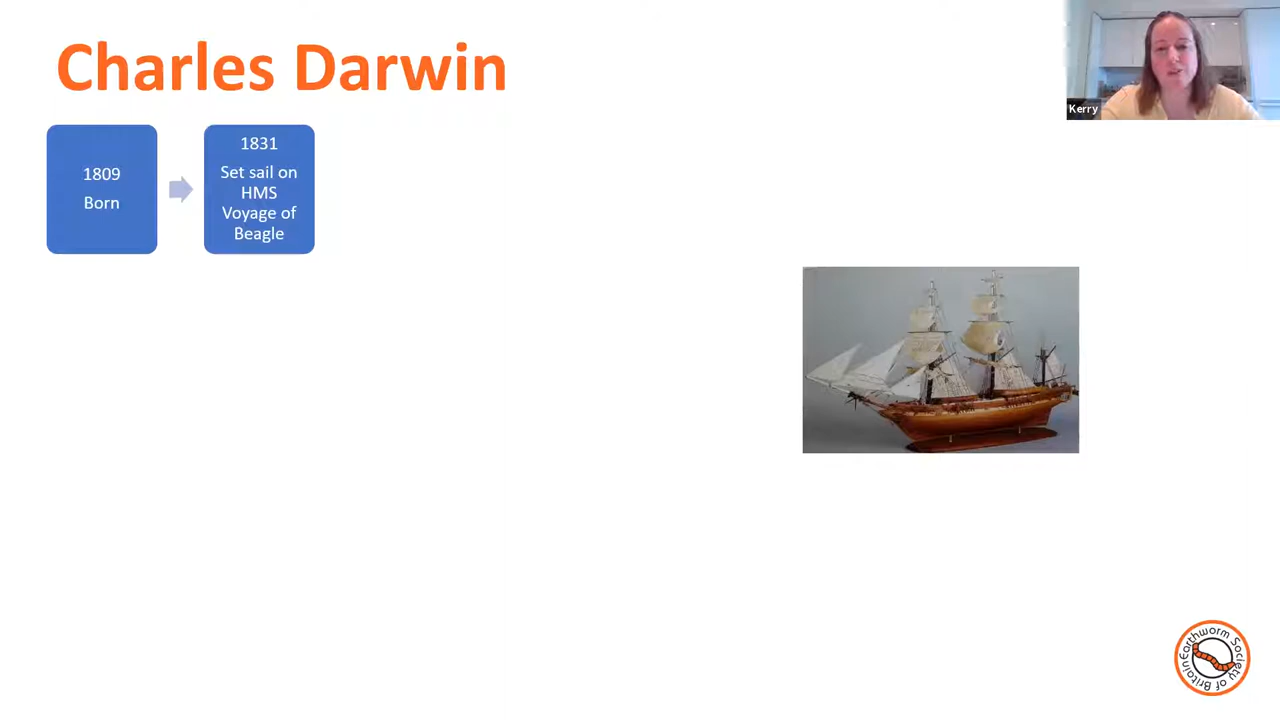 Charles Darwin
Kerry
1809
Born
1831
Set sail on
HMS
Voyage of
Beagle
Earthworm Society
of Britain